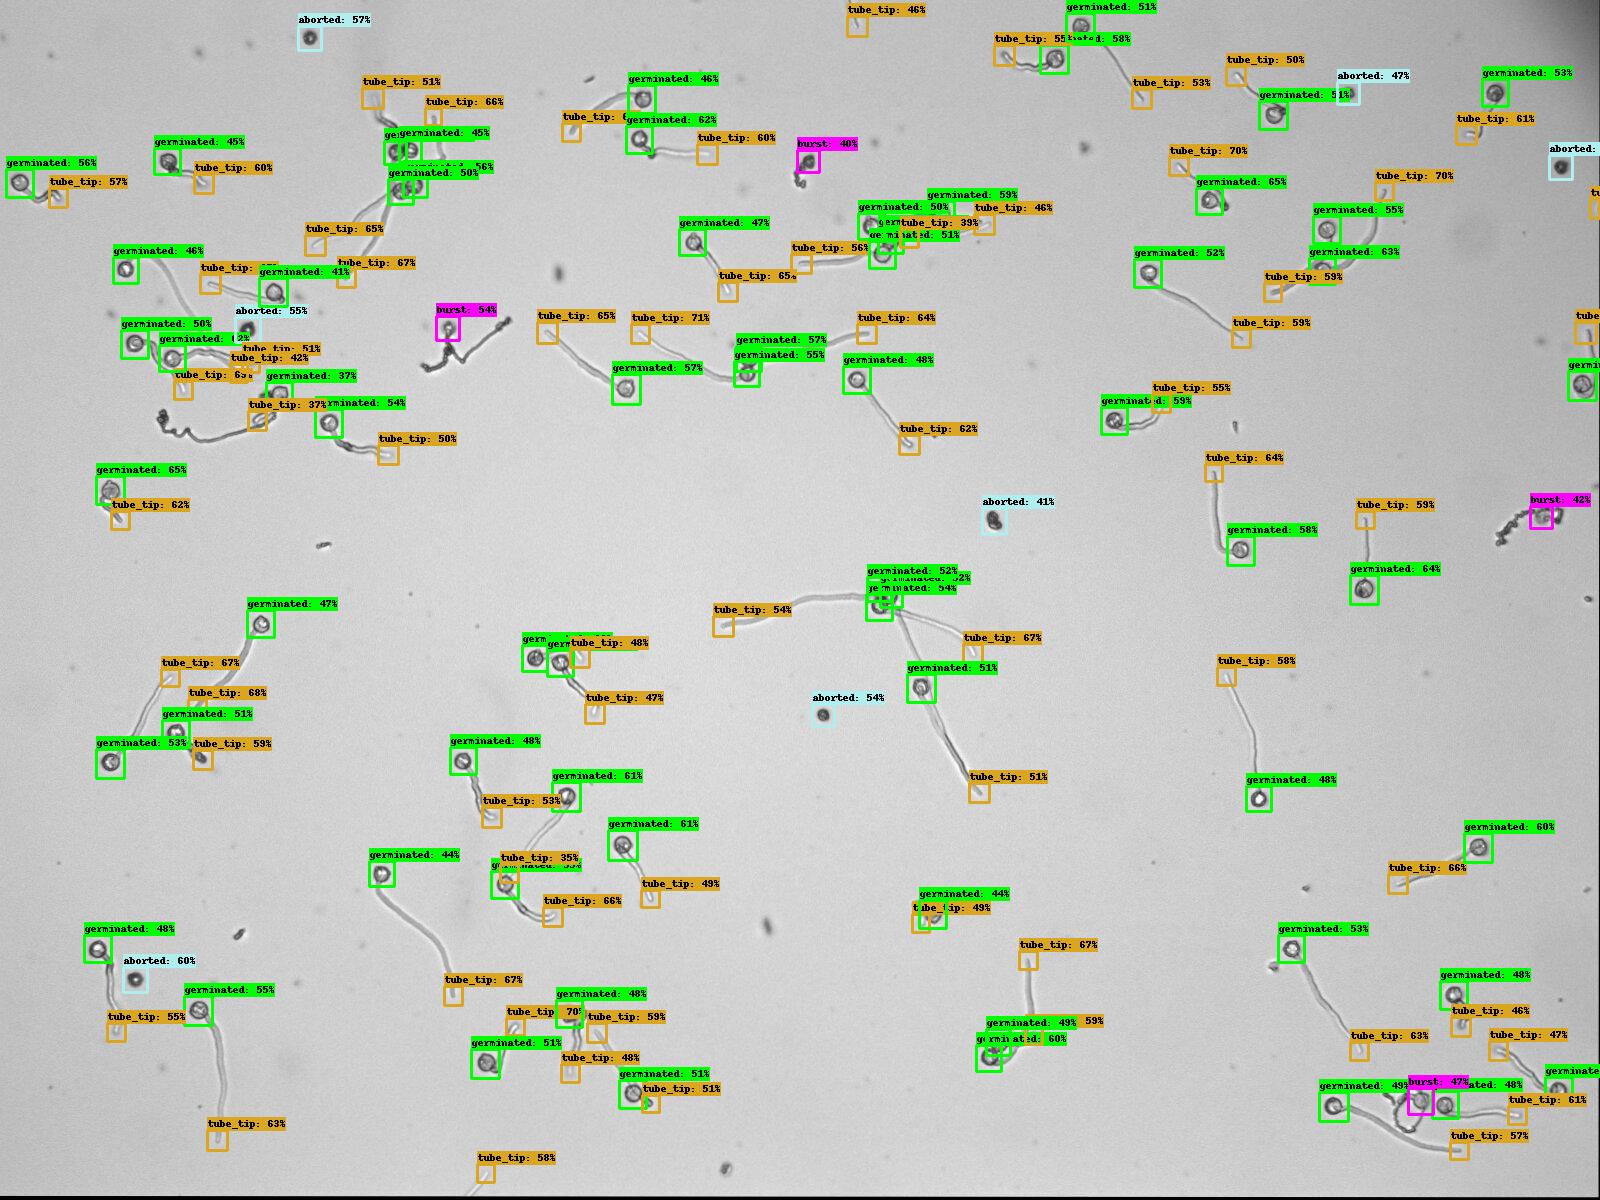 tube_tip: 46%
germinated: 51%
aborted: 57%
germinated: 58%
tube_tip: 50%
aborted: 47%
germinated: 53%
germinated: 46%
tube_tip: 51%
tube_tip: 53%
tube_tip: 66%
germinated: 51%
germinated: 62%
tube_tip: 61%
germinated: 45%
germinated: 45%
tube_tip: 60%
burst: 40%
aborted:
tube_tip: 70%
germinated: 56%
tube_tip: 60%
germinated: 50%
tube_tip: 57%
germinated: 65%
tube_tip: 70%
germinated: 59%
germinated: 50%
tube_tip: 46%
germinated: 55%
germinated: 47%
tube_tip: 39%
tube_tip: 65%
germinated: 51%
germinated: 46%
tube_tip: 56%
germinated: 52%
germinated: 63%
tube_tip: 67%
germinated: 41%
tube_tip: 65%
tube_tip: 59%
aborted: 55%
burst: 54%
tube_tip: 65%
tube_tip: 71%
tube_tip: 64%
germinated: 50%
tube_tip: 59%
germinated: 57%
tube_tip: 51%
tube_tip: 42%
germinated: 55%
germinated: 48%
germinated: 57%
germinated: 37%
tube_tip: 55%
tube_tip: 37%
germinated: 54%
germinated: 59%
tube_tip: 62%
tube_tip: 50%
tube_tip: 64%
germinated: 65%
tube_tip: 62%
aborted: 41%
tube_tip: 59%
burst: 42%
germinated: 58%
germinated: 64%
germinated: 52%
germinated: 54%
germinated: 47%
tube_tip: 54%
tube_tip: 67%
tube_tip: 48%
tube_tip: 67%
germinated: 51%
tube_tip: 58%
tube_tip: 68%
tube_tip: 47%
aborted: 54%
germinated: 51%
germinated: 53%
tube_tip: 59%
germinated: 48%
germinated: 61%
tube_tip: 51%
germinated: 48%
tube_tip: 53%
germinated: 61%
germinated: 60%
germinated: 44%
tube_tip: 35%
tube_tip: 66%
tube_tip: 49%
germinated: 44%
tube_tip: 66%
tube_tip: 49%
germinated: 48%
germinated: 53%
tube_tip: 67%
aborted: 60%
germinated: 48%
tube_tip: 67%
germinated: 55%
germinated: 48%
tube_tip: 46%
tube_tip: 55%
tube_tip: 70%
tube_tip: 59%
germinated: 49%
59%
tube_tip: 63%
tube_tip: 47%
germinated: 51%
germinated: 60%
tube_tip: 48%
germinated: 51%
germinate
tube_tip: 51%
germinated: 49%
burst: 47%
tube_tip: 61%
tube_tip: 63%
tube_tip: 57%
tube_tip: 58%